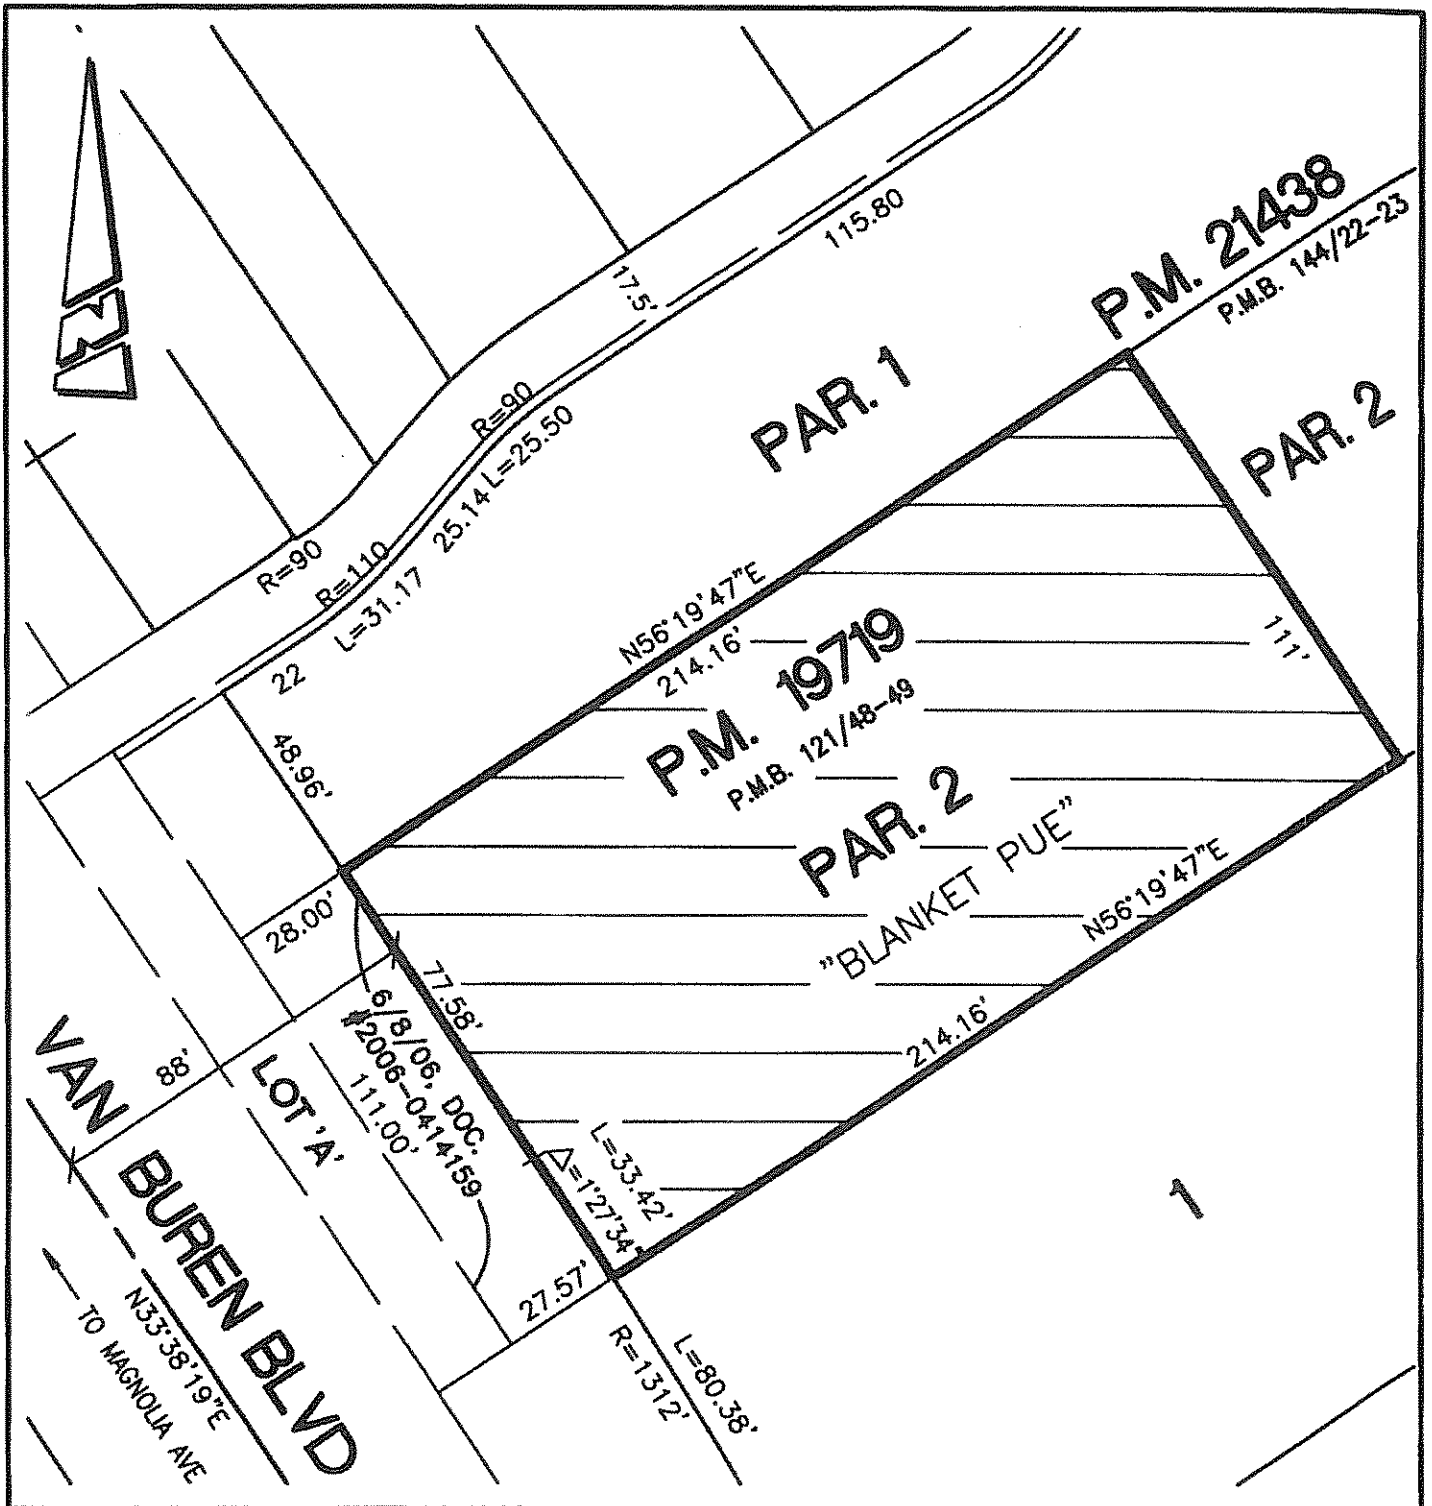 N
P.M. 21438
P.M.B. 144/22-23
115.80
17.5'
PAR. 1
PAR. 2
R=90
L=25.50
25.14
R=90
R=110
L=31.17
22
48.96'
N56°19'47"E
214.16'
P.M. 19719
P.M.B. 121/48-49
PAR. 2
"BLANKET PUE"
111'
N56°19'47"E
214.16'
28.00'
77.58'
6/8/06, DOC.
#2006-0414159
111.00'
88'
LOT 'A'
VAN BUREN BLVD
L=33.42'
Δ=1°27'34"
27.57'
1
N33°38'19"E
TO MAGNOLIA AVE
R=1312'
L=80.38'